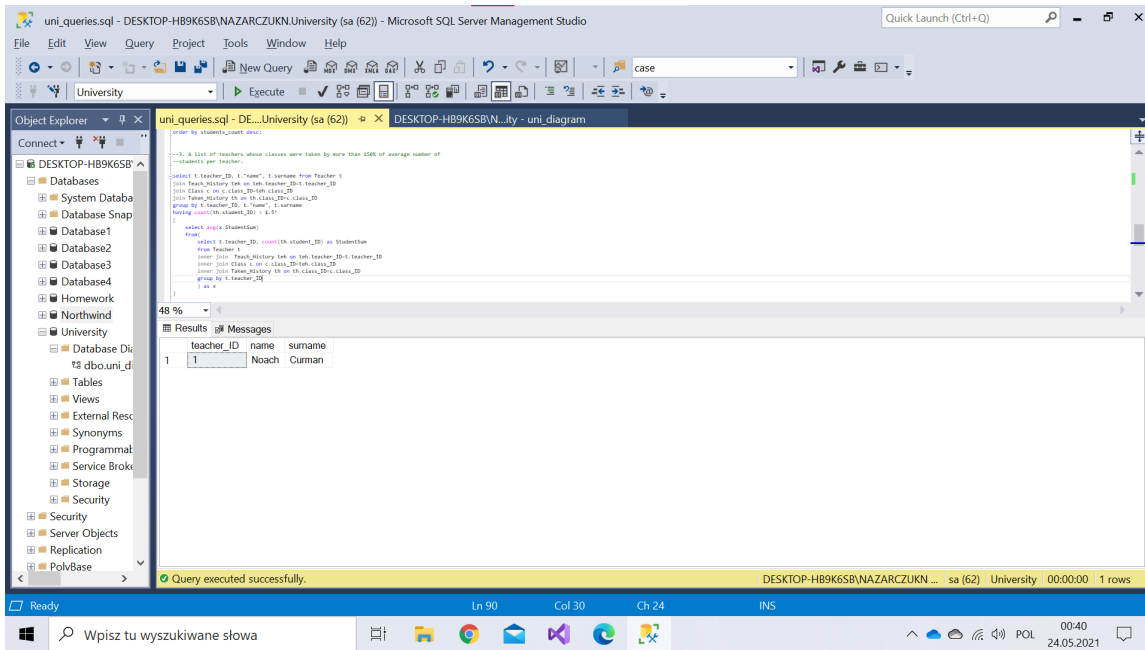 uni_queries.sql - DESKTOP-HB9K6SB\NAZARCZUKN.University (sa (62)) - Microsoft SQL Server Management Studio
Quick Launch (Ctrl+Q)
File Edit View Query Project Tools Window Help
New Query MDX DMX XMLA DAX case
University Execute
Object Explorer
uni_queries.sql - DE....University (sa (62)) DESKTOP-HB9K6SB\N...ity - uni_diagram
Connect
DESKTOP-HB9K6SB
Databases
System Databa
Database Snap
Database1
Database2
Database3
Database4
Homework
Northwind
University
Database Dia
dbo.uni_di
Tables
Views
External Resc
Synonyms
Programmab
Service Broke
Storage
Security
Security
Server Objects
Replication
PolyBase
order by students_count desc;
--3. A list of teachers whose classes were taken by more than 150% of average number of
--students per teacher.
select t.teacher_ID, t."name", t.surname from Teacher t
join Teach_History teh on teh.teacher_ID=t.teacher_ID
join Class c on c.class_ID=teh.class_ID
join Taken_History th on th.class_ID=c.class_ID
group by t.teacher_ID, t."name", t.surname
having count(th.student_ID) > 1.5*
(
select avg(x.StudentSum)
from(
select t.teacher_ID, count(th.student_ID) as StudentSum
from Teacher t
inner join Teach_History teh on teh.teacher_ID=t.teacher_ID
inner join Class c on c.class_ID=teh.class_ID
inner join Taken_History th on th.class_ID=c.class_ID
group by t.teacher_ID
) as x
)
48 %
Results Messages
teacher_ID name surname
1 1 Noach Curman
Query executed successfully.
DESKTOP-HB9K6SB\NAZARCZUKN ... sa (62) University 00:00:00 1 rows
Ready Ln 90 Col 30 Ch 24 INS
Wpisz tu wyszukiwane słowa
POL
00:40
24.05.2021